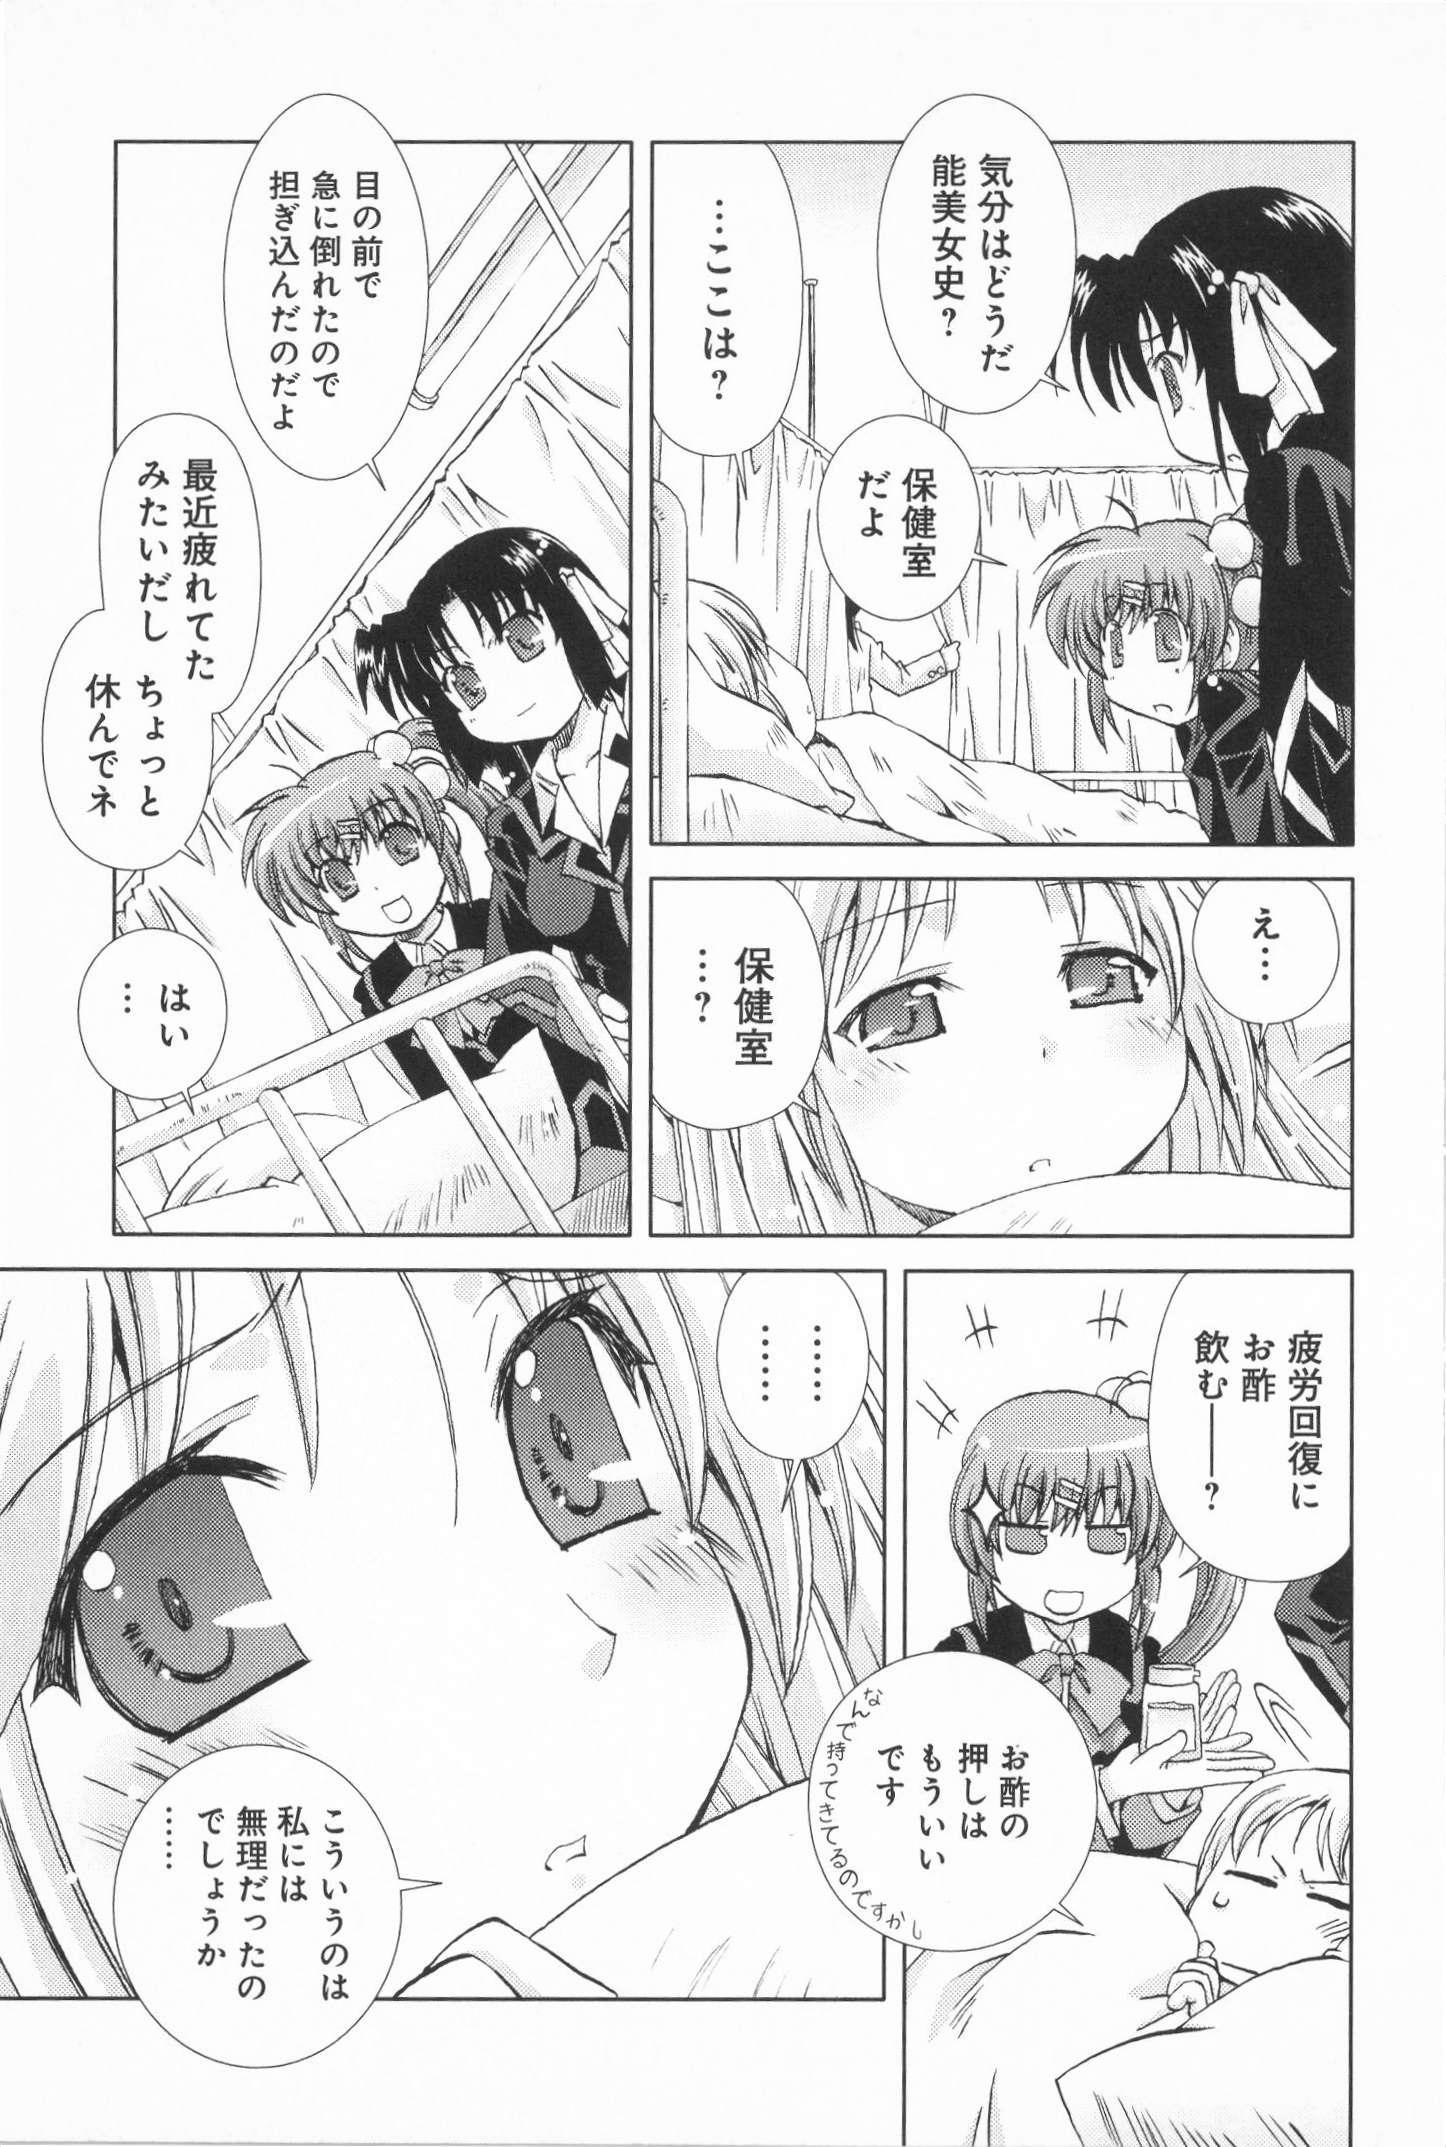 気分はどうだ
能美女史?
…ここは?
保健室
だよ
え…
保健室
…?
目の前で
急に倒れたので
担ぎ込んだのだよ
最近疲れてた
みたいだし
ちょっと
休んでネ
はい
…
疲労回復に
お酢
飲む──?
お酢の
押しは
もういい
です
なんで持ってきてるのですかし
……
……
こういうのは
私には
無理だったの
でしょうか
……